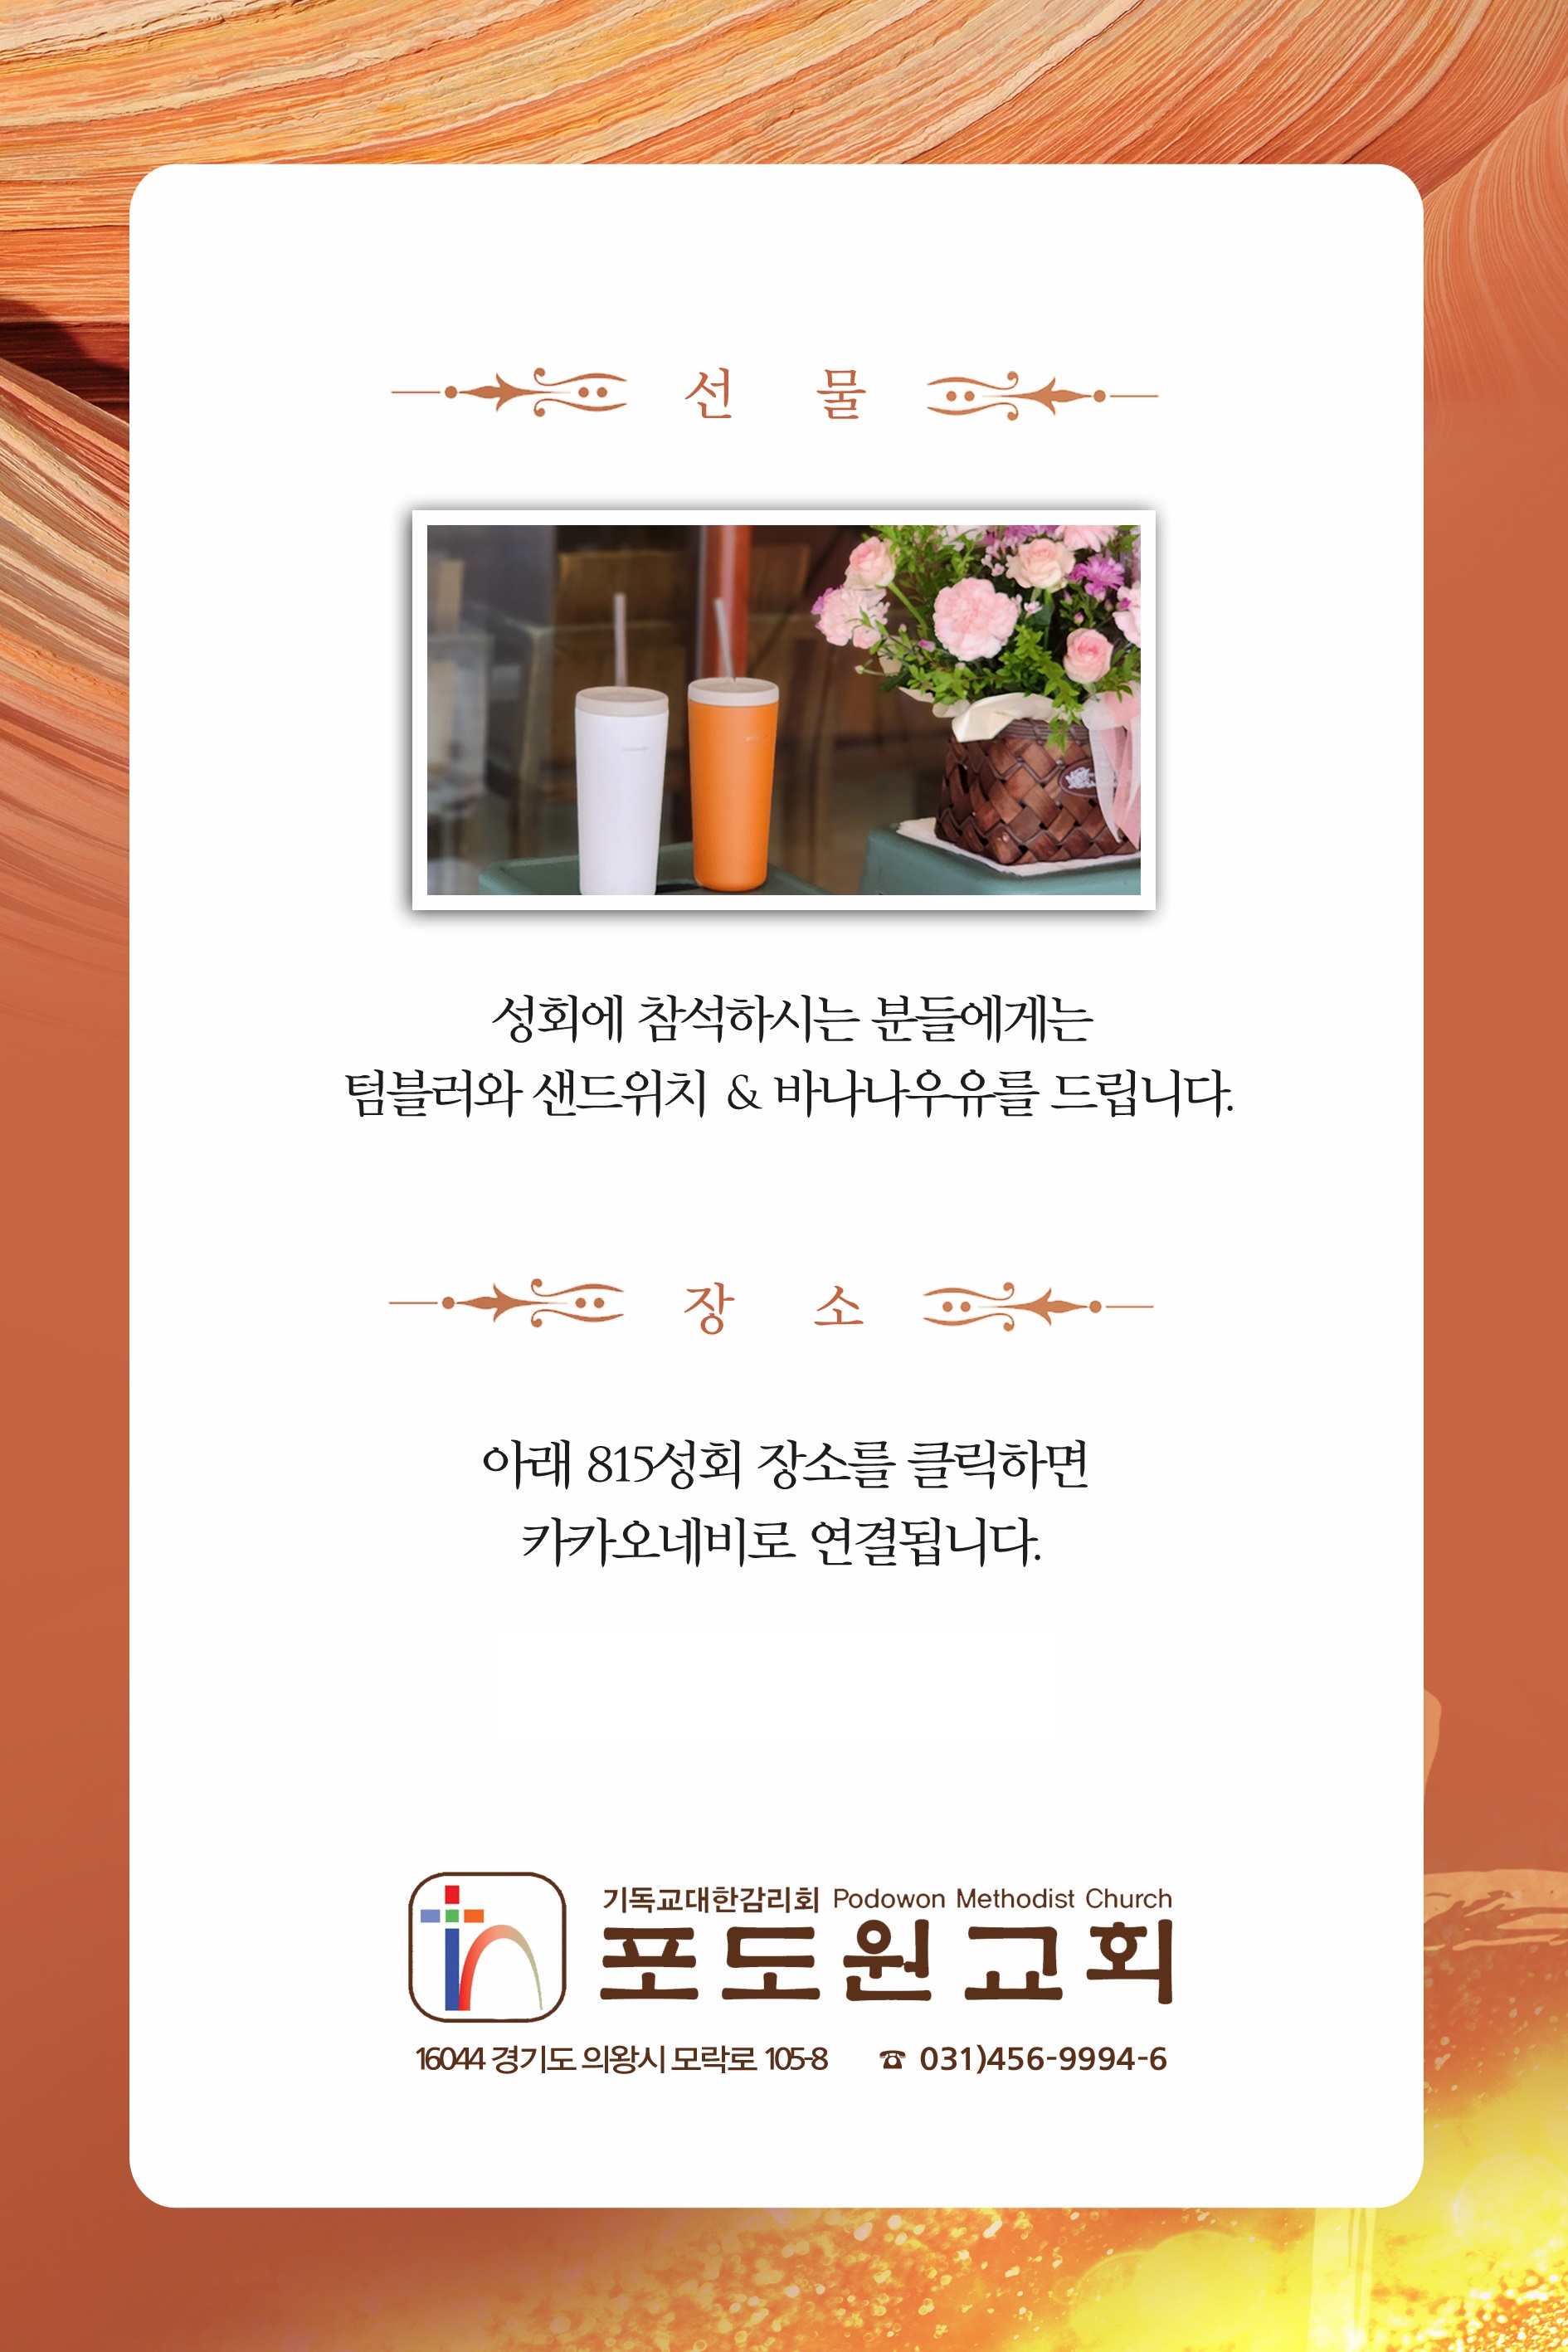 선 물
성회에 참석하시는 분들에게는
텀블러와 샌드위치 & 바나나우유를 드립니다.
장 소
아래 815성회 장소를 클릭하면
카카오네비로 연결됩니다.
기독교대한감리회 Podowon Methodist Church
포도원교회
16044 경기도 의왕시 모락로 105-8 ☎ 031)456-9994-6